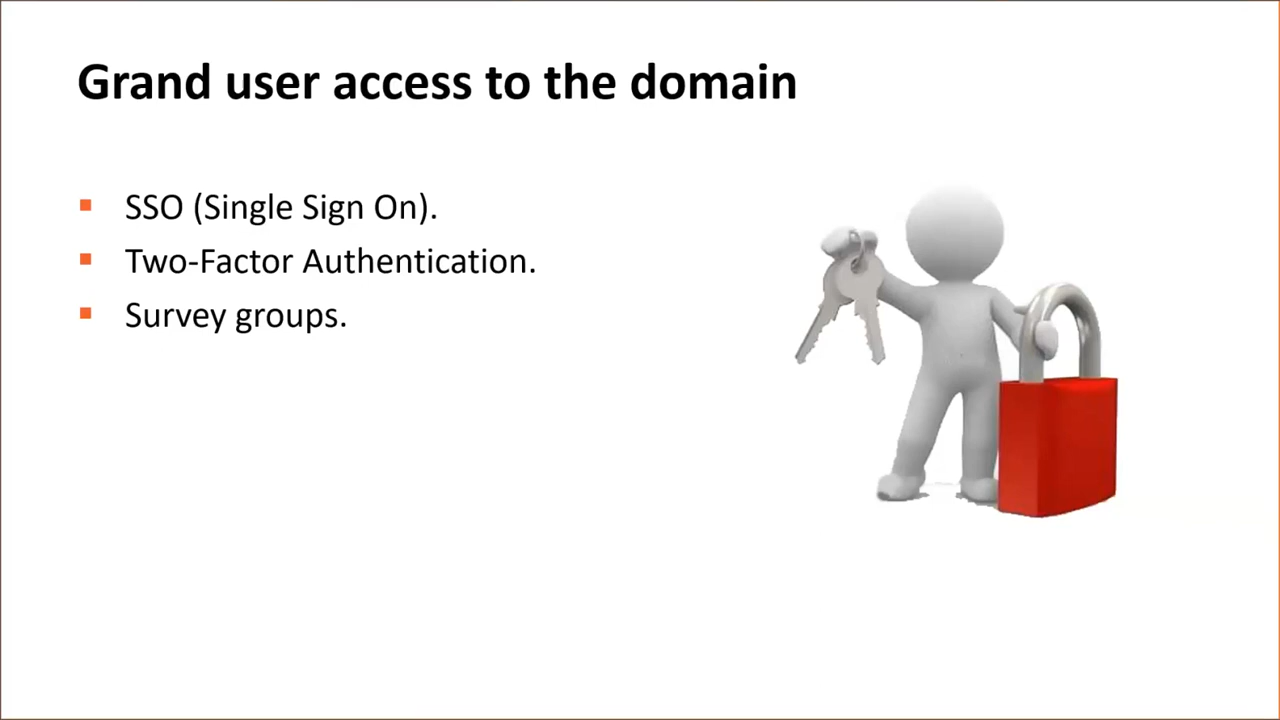 Grand user access to the domain
SSO (Single Sign On).
Two-Factor Authentication.
Survey groups.